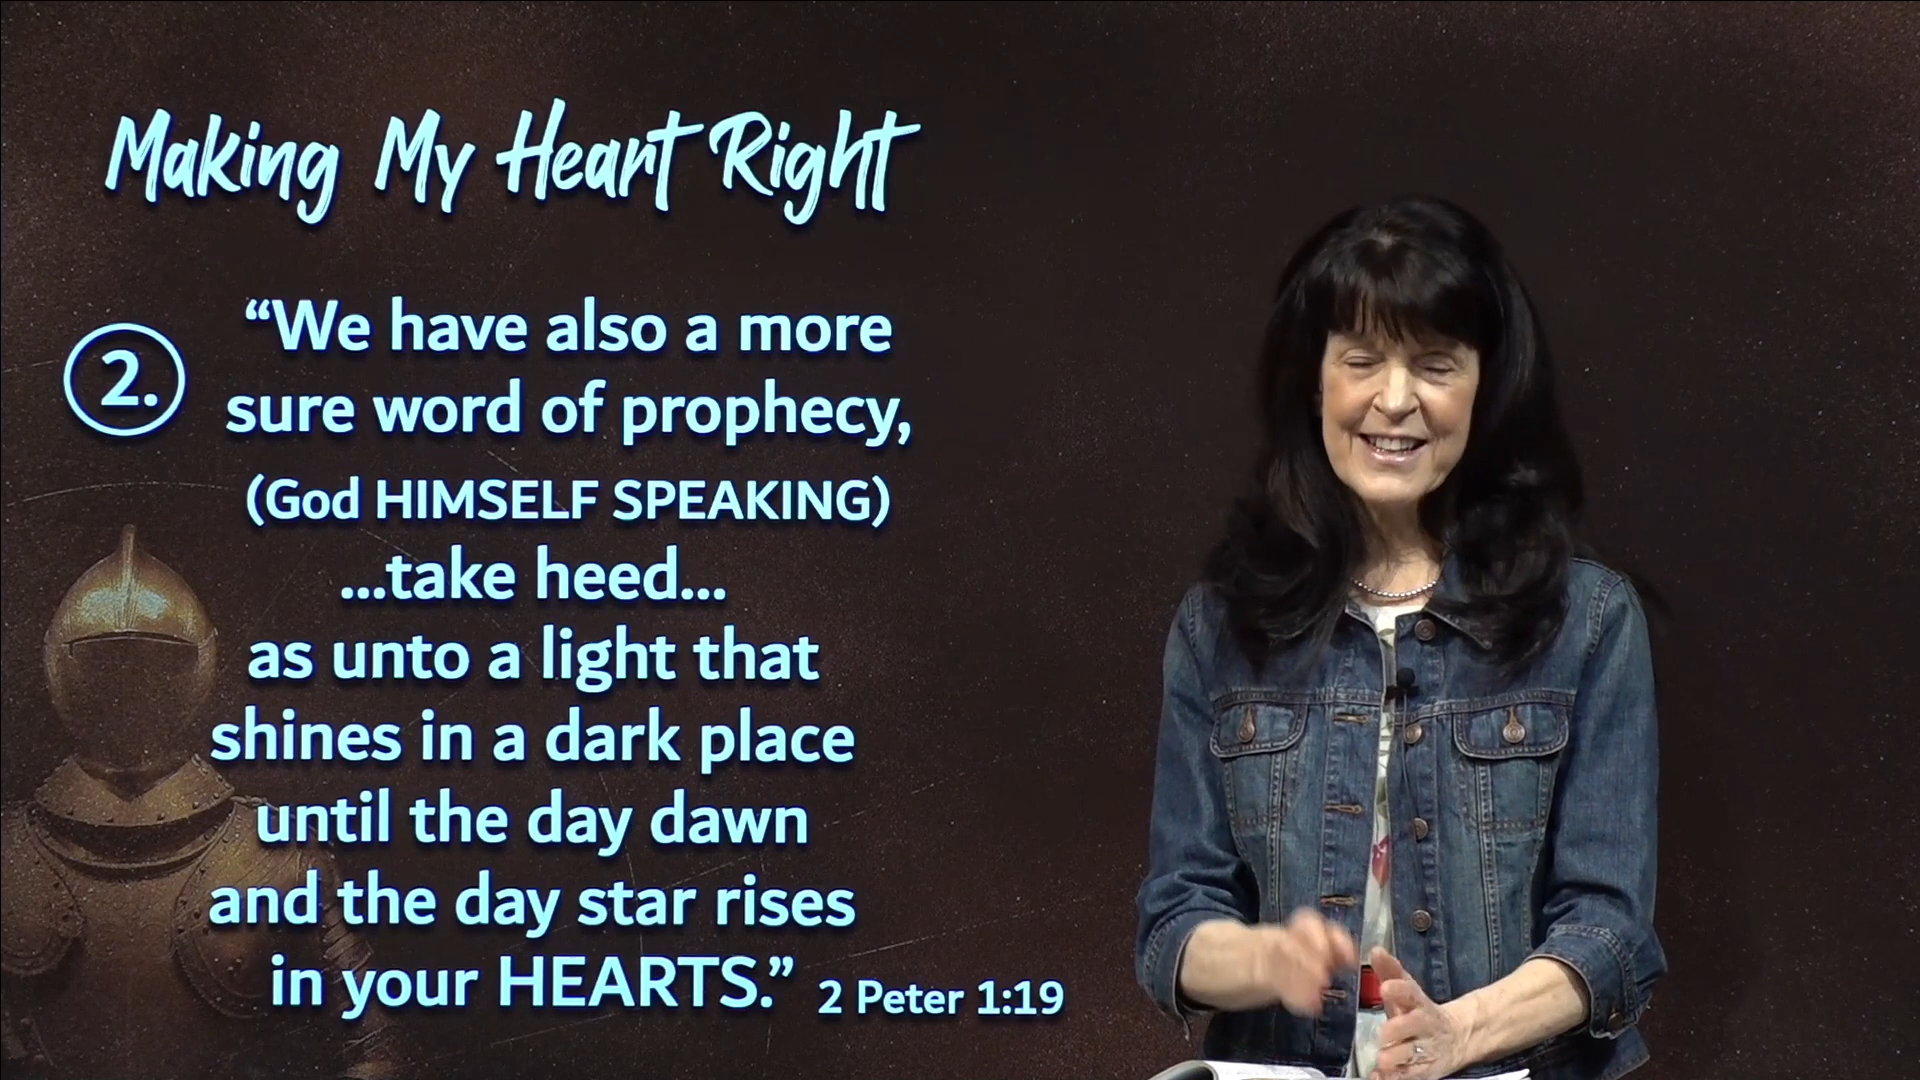 Making My Heart Right
2.
“We have also a more
sure word of prophecy,
(God HIMSELF SPEAKING)
...take heed...
as unto a light that
shines in a dark place
until the day dawn
and the day star rises
in your HEARTS.”
2 Peter 1:19